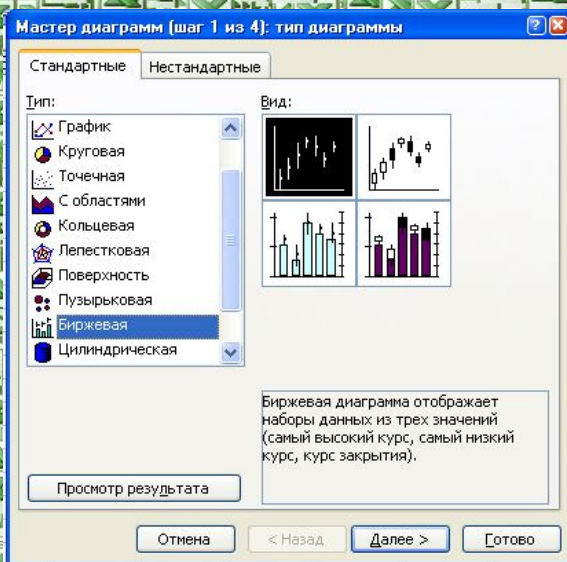 Мастер диаграмм (шаг 1 из 4): тип диаграммы
Стандартные Нестандартные
Тип:
График
Круговая
Точечная
С областями
Кольцевая
Лепестковая
Поверхность
Пузырьковая
Биржевая
Цилиндрическая
Вид:
Биржевая диаграмма отображает
наборы данных из трех значений
(самый высокий курс, самый низкий
курс, курс закрытия).
Просмотр результата
Отмена < Назад Далее > Готово